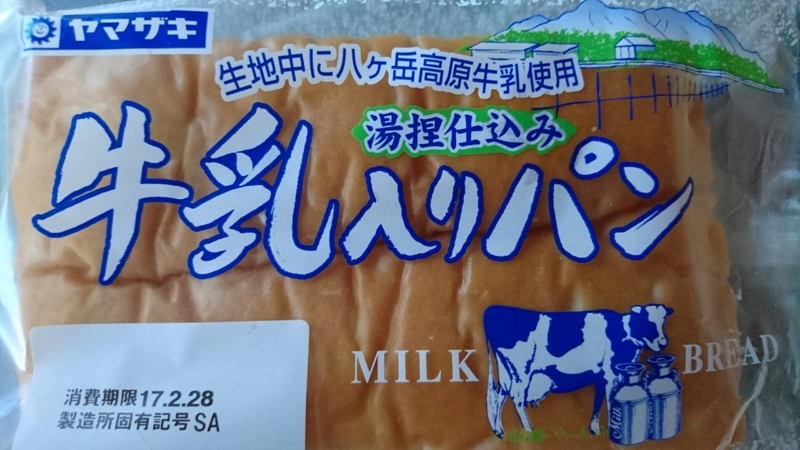 ヤマザキ
生地中に八ヶ岳高原牛乳使用
湯捏仕込み
牛乳入りパン
MILK BREAD
Milk
消費期限17.2.28
製造所固有記号SA